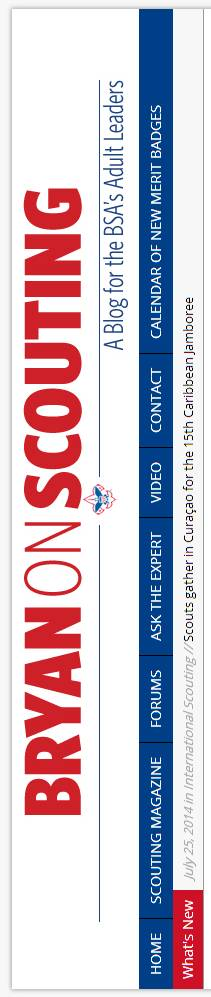 BRYAN ON SCOUTING
A Blog for the BSA's Adult Leaders
HOME SCOUTING MAGAZINE FORUMS ASK THE EXPERT VIDEO CONTACT CALENDAR OF NEW MERIT BADGES
What's New July 25, 2014 in International Scouting // Scouts gather in Curaçao for the 15th Caribbean Jamboree